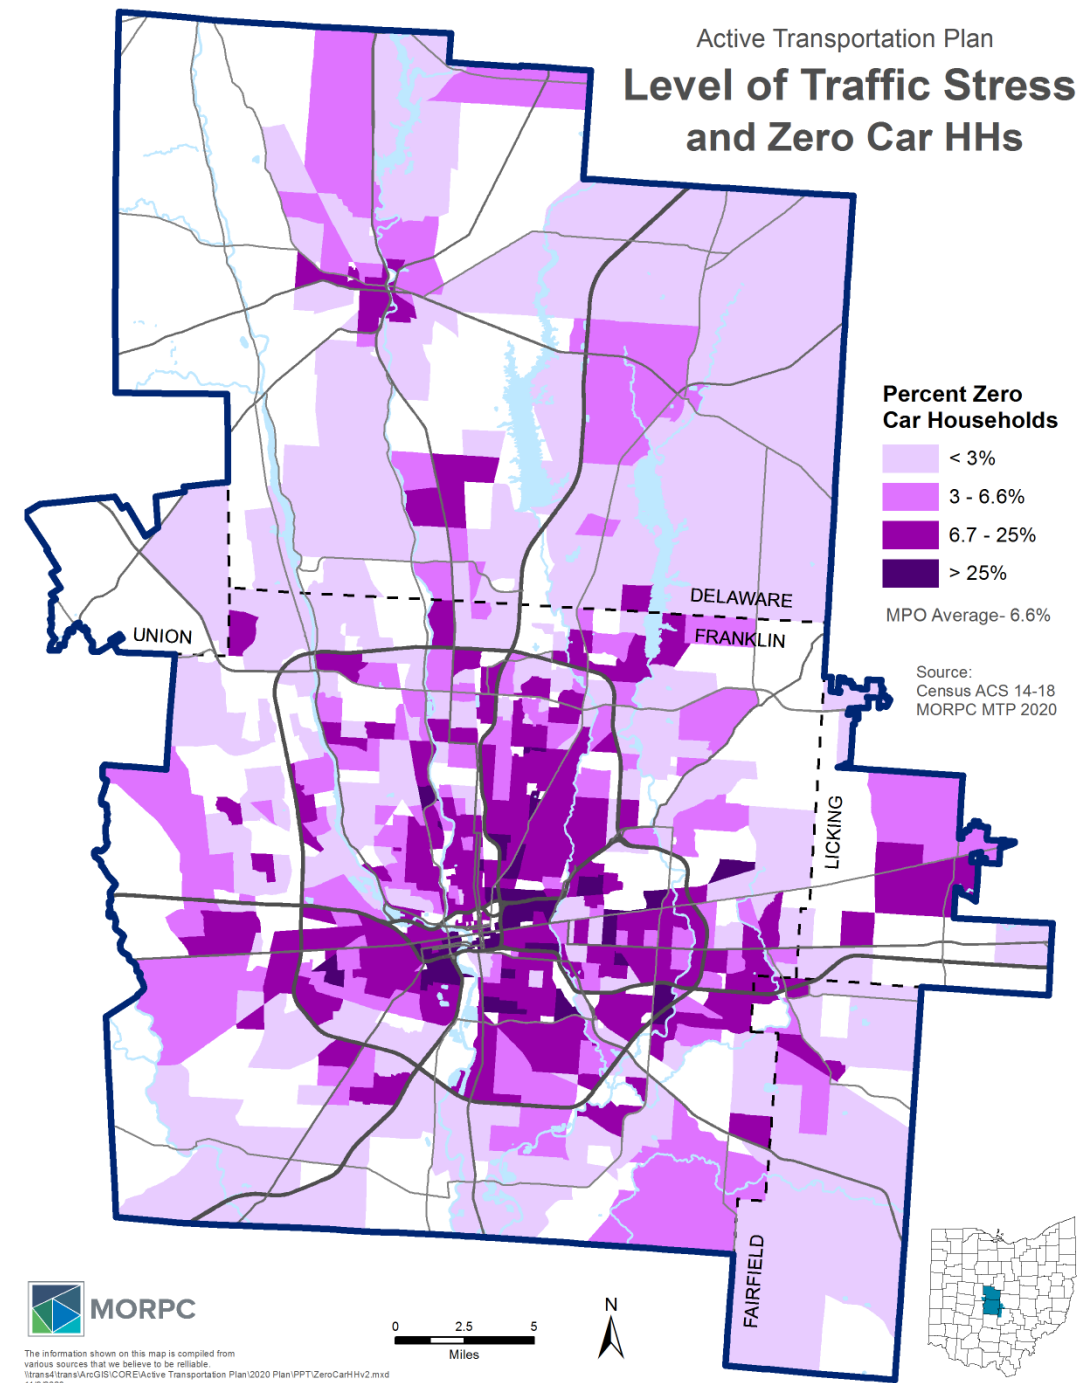 Active Transportation Plan
Level of Traffic Stress
and Zero Car HHs
Percent Zero
Car Households
< 3%
3 - 6.6%
6.7 - 25%
> 25%
MPO Average- 6.6%
DELAWARE
FRANKLIN
UNION
Source:
Census ACS 14-18
MORPC MTP 2020
LICKING
FAIRFIELD
MORPC
0 2.5 5
Miles
N
The information shown on this map is compiled from
various sources that we believe to be relliable.
\\trans4\trans\ArcGIS\CORE\Active Transportation Plan\2020 Plan\PPT\ZeroCarHHv2.mxd